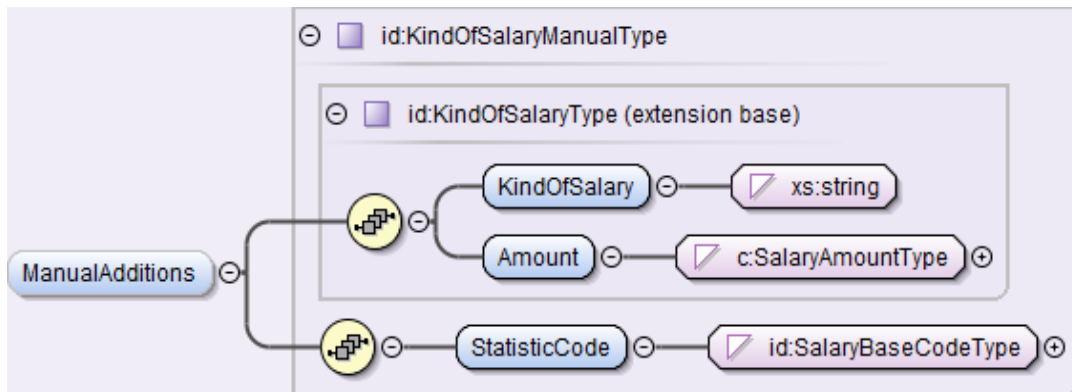 id:KindOfSalaryManualType
id:KindOfSalaryType (extension base)
KindOfSalary xs:string
Amount c:SalaryAmountType
ManualAdditions
StatisticCode id:SalaryBaseCodeType